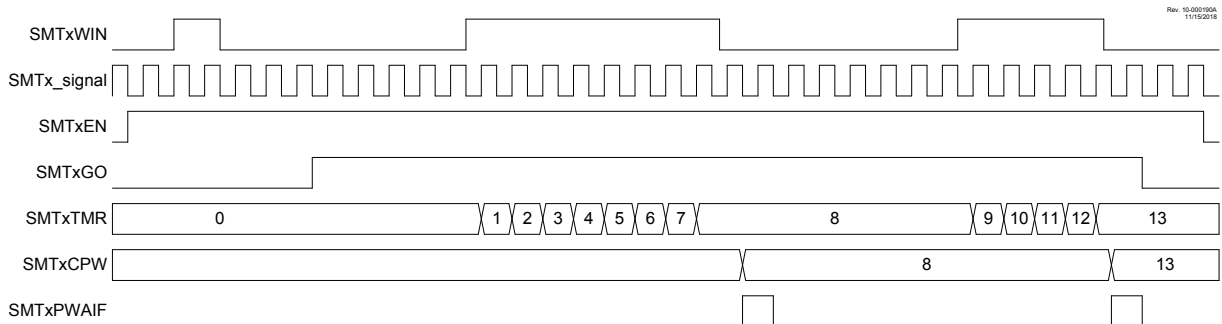 Rev. 10-000190A
11/15/2018
SMTxWIN
SMTx_signal
SMTxEN
SMTxGO
SMTxTMR 0 1 2 3 4 5 6 7 8 9 10 11 12 13
SMTxCPW 8 13
SMTxPWAIF